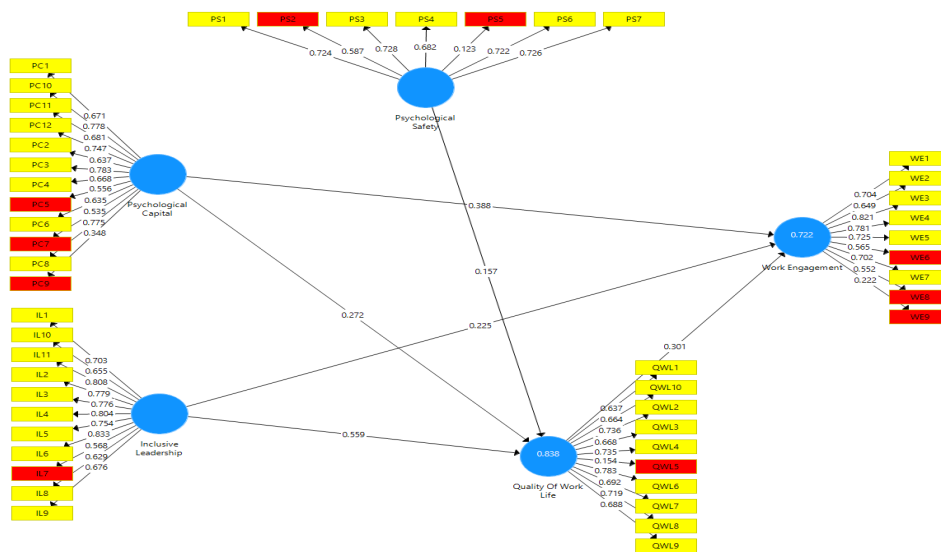 PS1 PS2 PS3 PS4 PS5 PS6 PS7
0.724 0.587 0.728 0.682 0.123 0.722 0.726
Psychological
Safety
PC1
PC10
PC11
PC12
PC2
PC3
PC4
PC5
PC6
PC7
PC8
PC9
0.671
0.778
0.681
0.747
0.637
0.783
0.668
0.556
0.635
0.535
0.775
0.348
Psychological
Capital
0.388
0.157
0.272
0.225
0.301
0.559
WE1
WE2
WE3
WE4
WE5
WE6
WE7
WE8
WE9
0.704
0.649
0.821
0.781
0.725
0.565
0.702
0.552
0.222
0.722
Work Engagement
IL1
IL10
IL11
IL2
IL3
IL4
IL5
IL6
IL7
IL8
IL9
0.703
0.655
0.808
0.779
0.776
0.804
0.754
0.833
0.568
0.629
0.676
Inclusive
Leadership
QWL1
QWL10
QWL2
QWL3
QWL4
QWL5
QWL6
QWL7
QWL8
QWL9
0.637
0.664
0.736
0.668
0.735
0.154
0.783
0.692
0.719
0.688
0.838
Quality Of Work
Life